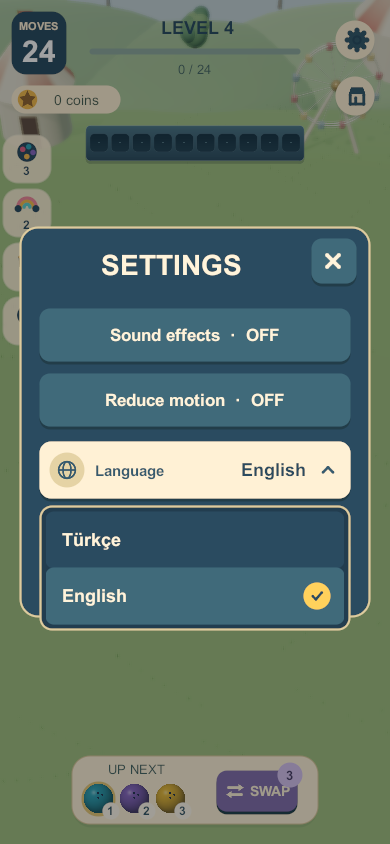 MOVES
24
LEVEL 4
0 / 24
0 coins
3
2
SETTINGS
Sound effects · OFF
Reduce motion · OFF
Language
English
Türkçe
English
UP NEXT
1
2
3
SWAP
3